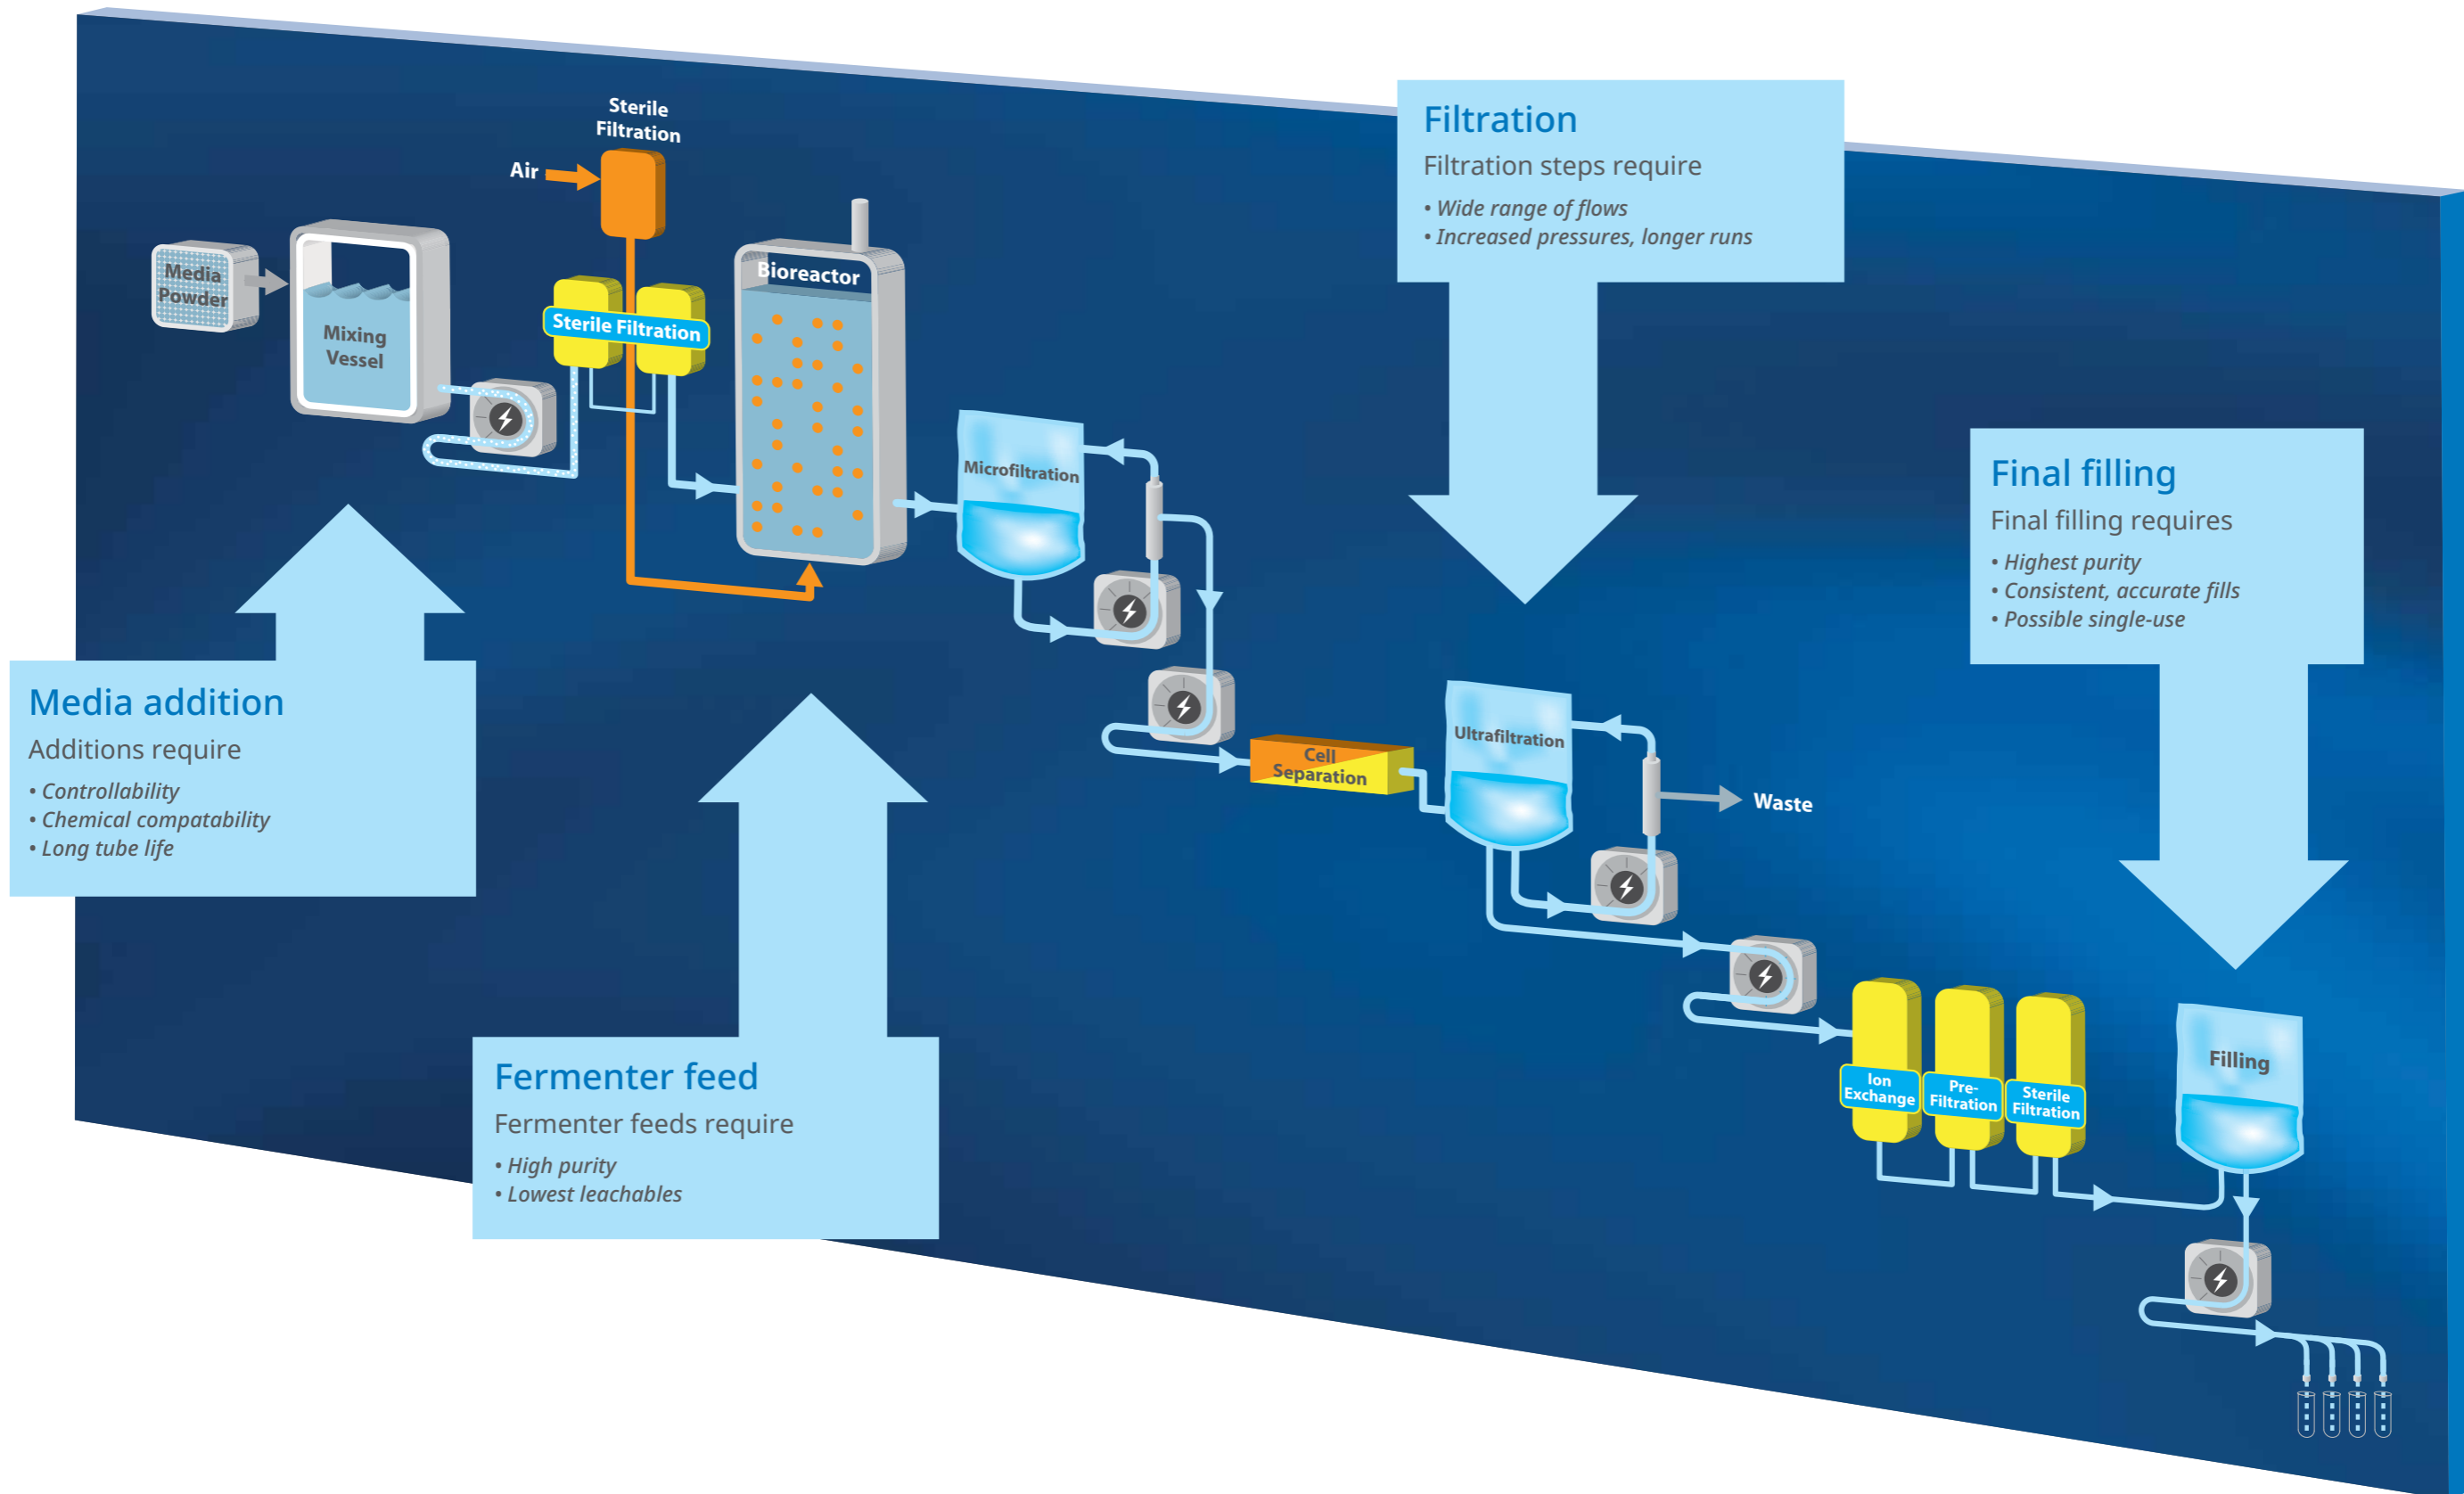 Sterile
Filtration
Air
Media
Powder
Mixing
Vessel
Sterile Filtration
Bioreactor
Microfiltration
Cell
Separation
Ultrafiltration
Waste
Ion
Exchange
Pre-
Filtration
Sterile
Filtration
Filling
Media addition
Additions require
• Controllability
• Chemical compatability
• Long tube life
Fermenter feed
Fermenter feeds require
• High purity
• Lowest leachables
Filtration
Filtration steps require
• Wide range of flows
• Increased pressures, longer runs
Final filling
Final filling requires
• Highest purity
• Consistent, accurate fills
• Possible single-use